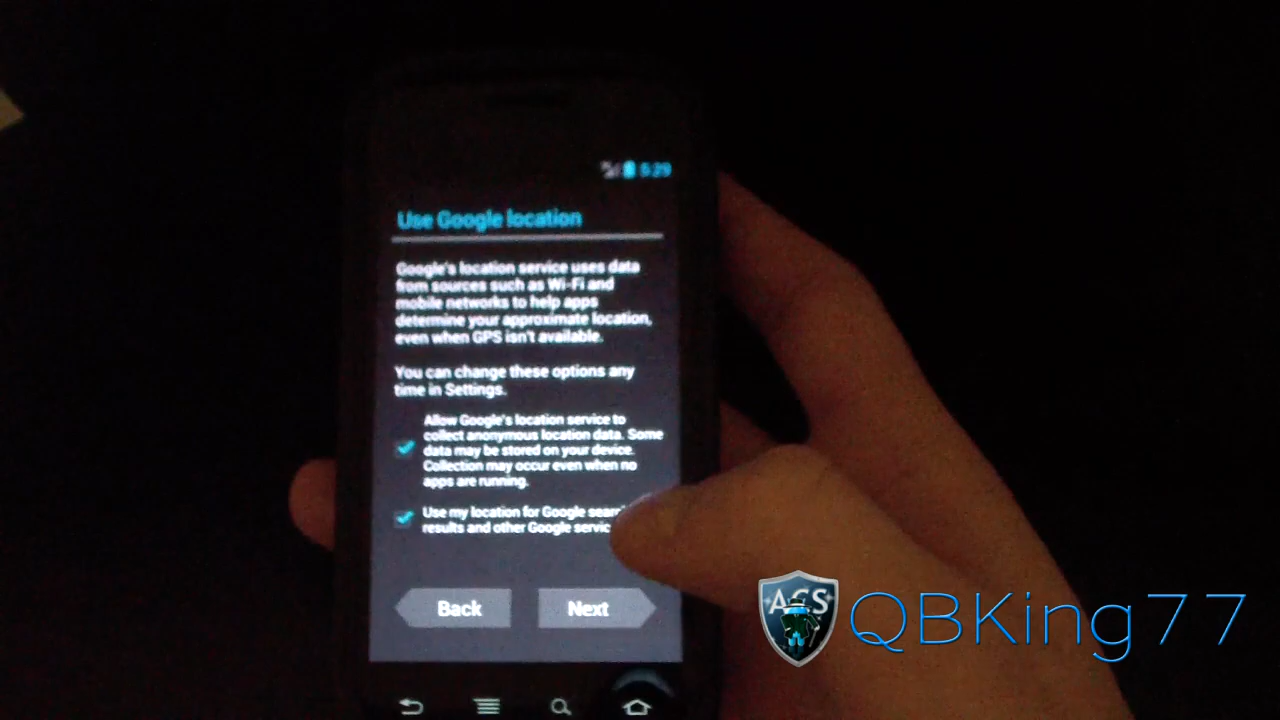 5:29
Use Google location
Google's location service uses data
from sources such as Wi-Fi and
mobile networks to help apps
determine your approximate location,
even when GPS isn't available.
You can change these options any
time in Settings.
Allow Google's location service to
collect anonymous location data. Some
data may be stored on your device.
Collection may occur even when no
apps are running.
Use my location for Google
results and other Google
Back
Next
ACS
QBKing77